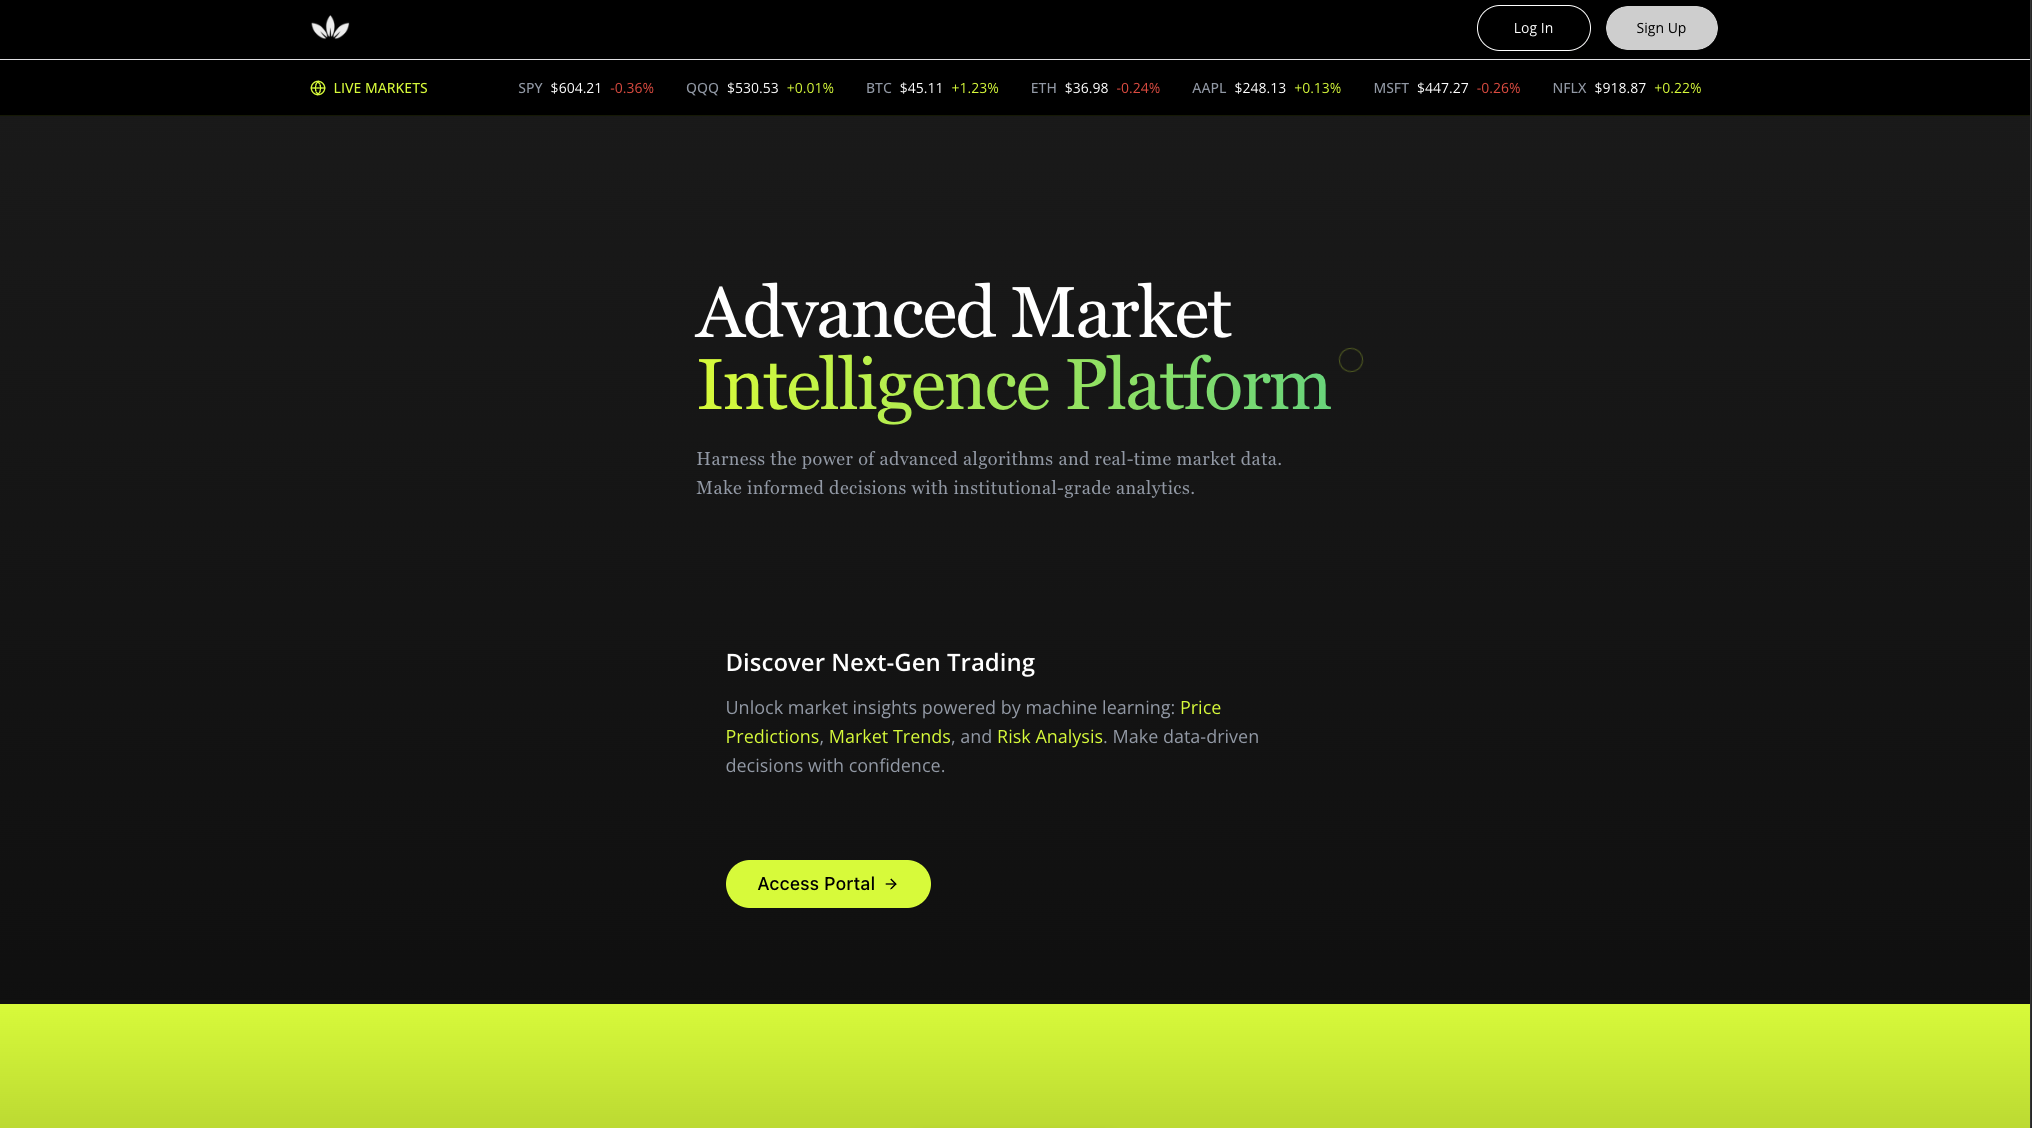 Log In
Sign Up
LIVE MARKETS SPY $604.21 -0.36% QQQ $530.53 +0.01% BTC $45.11 +1.23% ETH $36.98 -0.24% AAPL $248.13 +0.13% MSFT $447.27 -0.26% NFLX $918.87 +0.22%
Advanced Market
Intelligence Platform
Harness the power of advanced algorithms and real-time market data.
Make informed decisions with institutional-grade analytics.
Discover Next-Gen Trading
Unlock market insights powered by machine learning: Price
Predictions, Market Trends, and Risk Analysis. Make data-driven
decisions with confidence.
Access Portal →